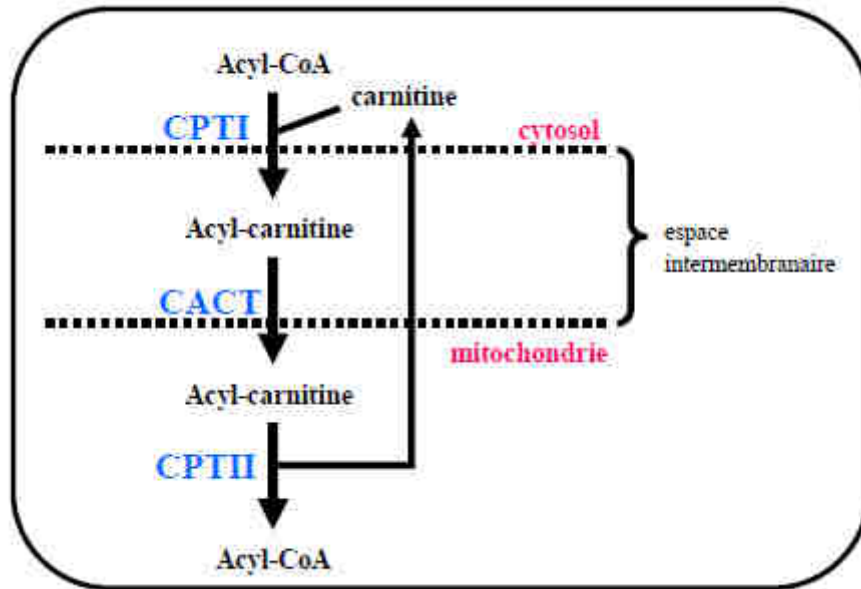 Acyl-CoA
carnitine
CPTI
cytosol
Acyl-carnitine
espace
intermembranaire
CACT
mitochondrie
Acyl-carnitine
CPTII
Acyl-CoA